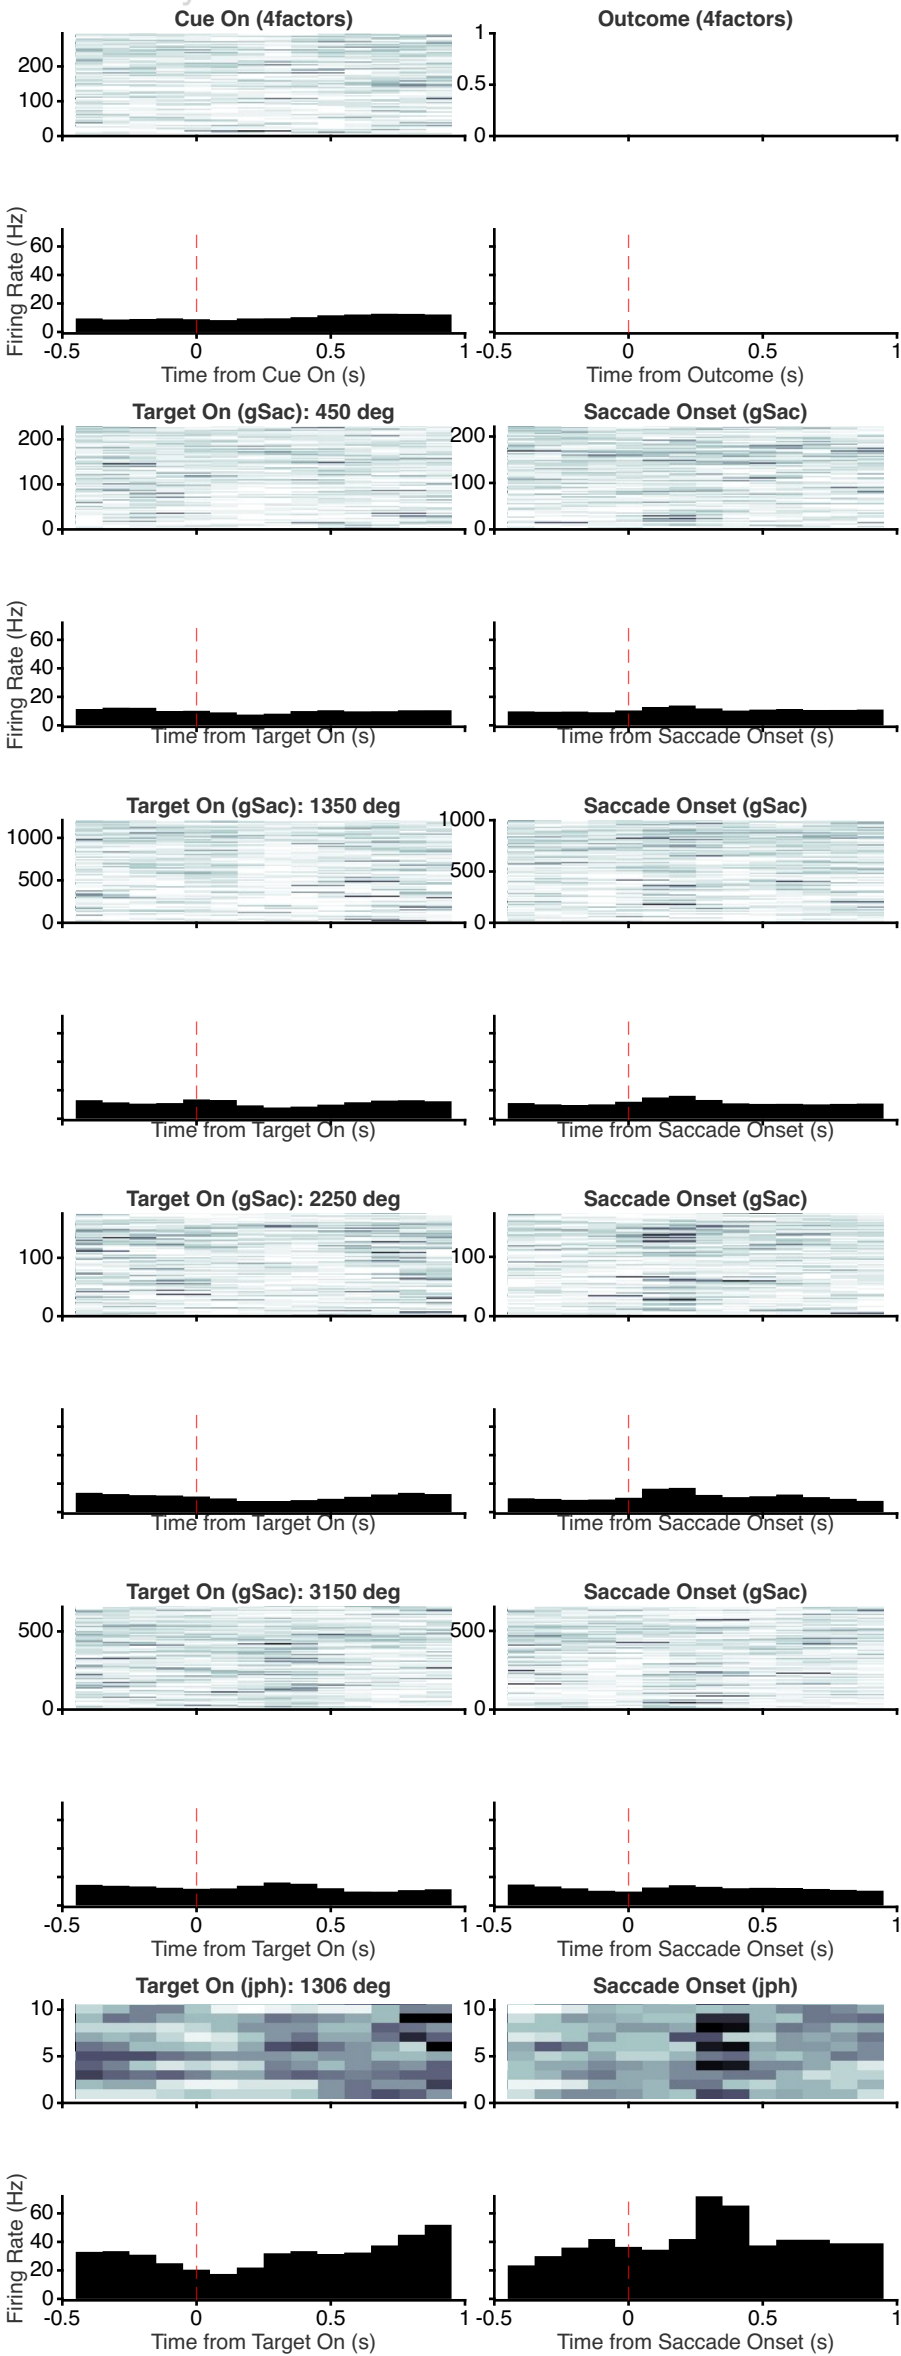 Cue On (4factors) Outcome (4factors)
200
100
0
1
0.5
0
Firing Rate (Hz)
60
40
20
0
-0.5 0 0.5 1
Time from Cue On (s)
-0.5 0 0.5 1
Time from Outcome (s)
Target On (gSac): 450 deg Saccade Onset (gSac)
200
100
0
200
100
0
Firing Rate (Hz)
60
40
20
0
Time from Target On (s) Time from Saccade Onset (s)
Target On (gSac): 1350 deg Saccade Onset (gSac)
1000
500
0
1000
500
0
Time from Target On (s) Time from Saccade Onset (s)
Target On (gSac): 2250 deg Saccade Onset (gSac)
100
0
100
0
Time from Target On (s) Time from Saccade Onset (s)
Target On (gSac): 3150 deg Saccade Onset (gSac)
500
0
500
0
-0.5 0 0.5 1
Time from Target On (s)
-0.5 0 0.5 1
Time from Saccade Onset (s)
Target On (jph): 1306 deg Saccade Onset (jph)
10
5
0
10
5
0
Firing Rate (Hz)
60
40
20
0
-0.5 0 0.5 1
Time from Target On (s)
-0.5 0 0.5 1
Time from Saccade Onset (s)